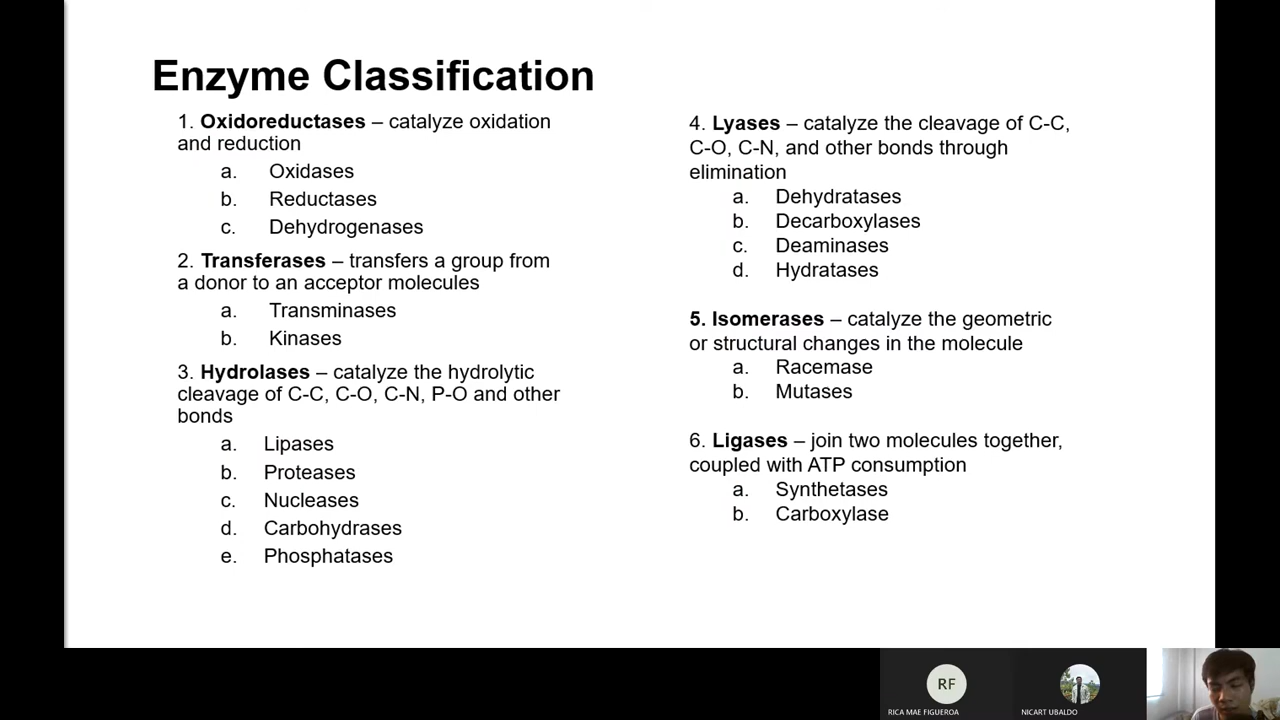 Enzyme Classification
1. Oxidoreductases – catalyze oxidation
and reduction
a. Oxidases
b. Reductases
c. Dehydrogenases
2. Transferases – transfers a group from
a donor to an acceptor molecules
a. Transminases
b. Kinases
3. Hydrolases – catalyze the hydrolytic
cleavage of C-C, C-O, C-N, P-O and other
bonds
a. Lipases
b. Proteases
c. Nucleases
d. Carbohydrases
e. Phosphatases
4. Lyases – catalyze the cleavage of C-C,
C-O, C-N, and other bonds through
elimination
a. Dehydratases
b. Decarboxylases
c. Deaminases
d. Hydratases
5. Isomerases – catalyze the geometric
or structural changes in the molecule
a. Racemase
b. Mutases
6. Ligases – join two molecules together,
coupled with ATP consumption
a. Synthetases
b. Carboxylase
RF
RICA MAE FIGUEROA
NICART UBALDO